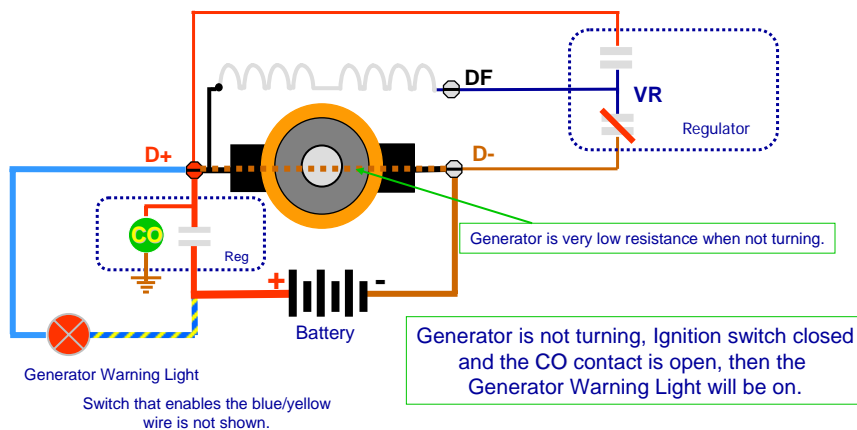 DF
VR
Regulator
D+
D-
CO
Reg
Generator is very low resistance when not turning.
+
-
Battery
Generator is not turning, Ignition switch closed
and the CO contact is open, then the
Generator Warning Light will be on.
Generator Warning Light
Switch that enables the blue/yellow
wire is not shown.